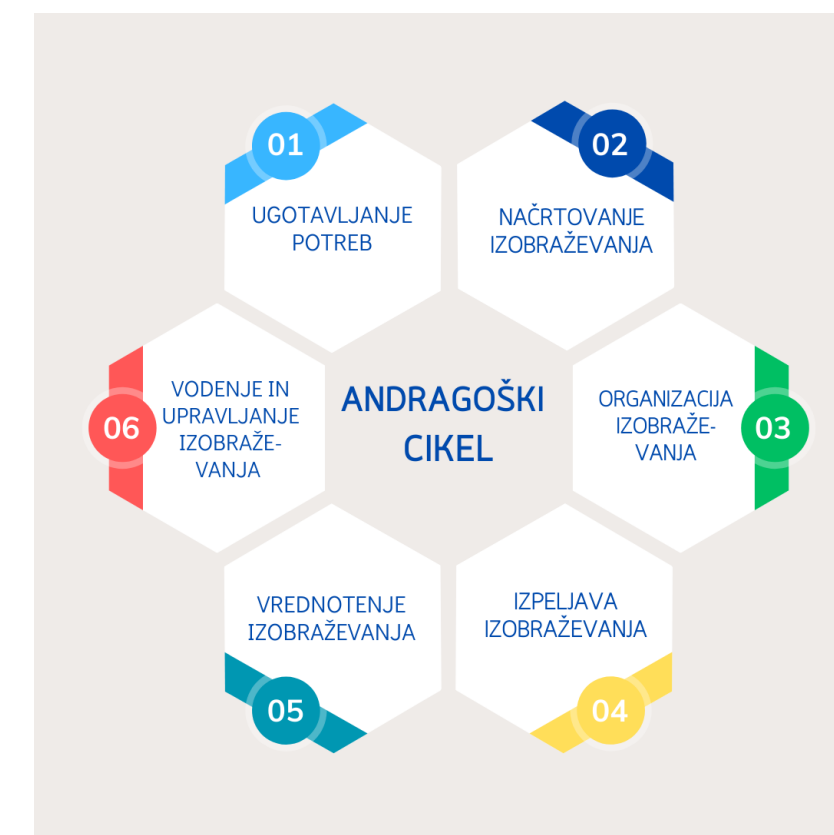 01
UGOTAVLJANJE
POTREB
02
NAČRTOVANJE
IZOBRAŽEVANJA
ANDRAGOŠKI
CIKEL
03
ORGANIZACIJA
IZOBRAŽE-
VANJA
04
IZPELJAVA
IZOBRAŽEVANJA
05
VREDNOTENJE
IZOBRAŽEVANJA
06
VODENJE IN
UPRAVLJANJE
IZOBRAŽE-
VANJA